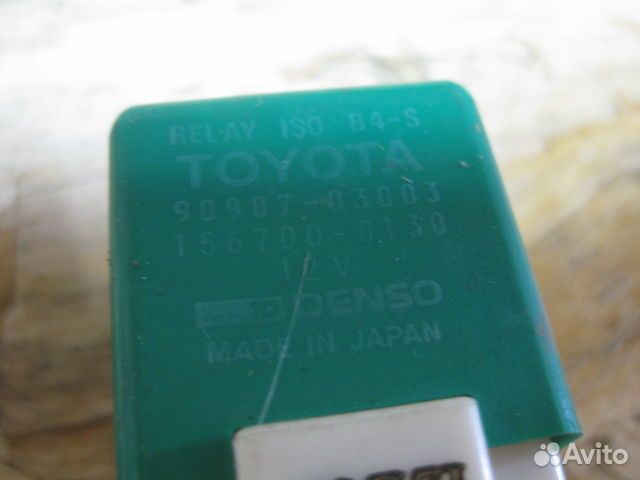 RELAY ISO B4-S
TOYOTA
90987-03003
156700-0130
12V
DENSO
MADE IN JAPAN
Avito